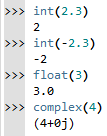 >>> int(2.3)
2
>>> int(-2.3)
-2
>>> float(3)
3.0
>>> complex(4)
(4+0j)